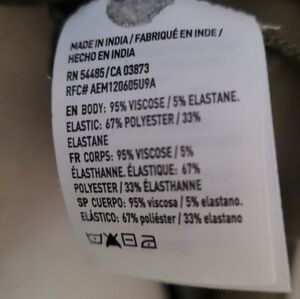 MADE IN INDIA / FABRIQUÉ EN INDE /
HECHO EN INDIA
RN 54485/CA 03873
RFC# AEM120605U9A
EN BODY: 95% VISCOSE / 5% ELASTANE.
ELASTIC: 67% POLYESTER / 33%
ELASTANE
FR CORPS: 95% VISCOSE / 5%
ÉLASTHANNE. ÉLASTIQUE: 67%
POLYESTER / 33% ÉLASTHANNE
SP CUERPO: 95% viscosa / 5% elastano.
ELÁSTICO: 67% poliéster / 33% elastano